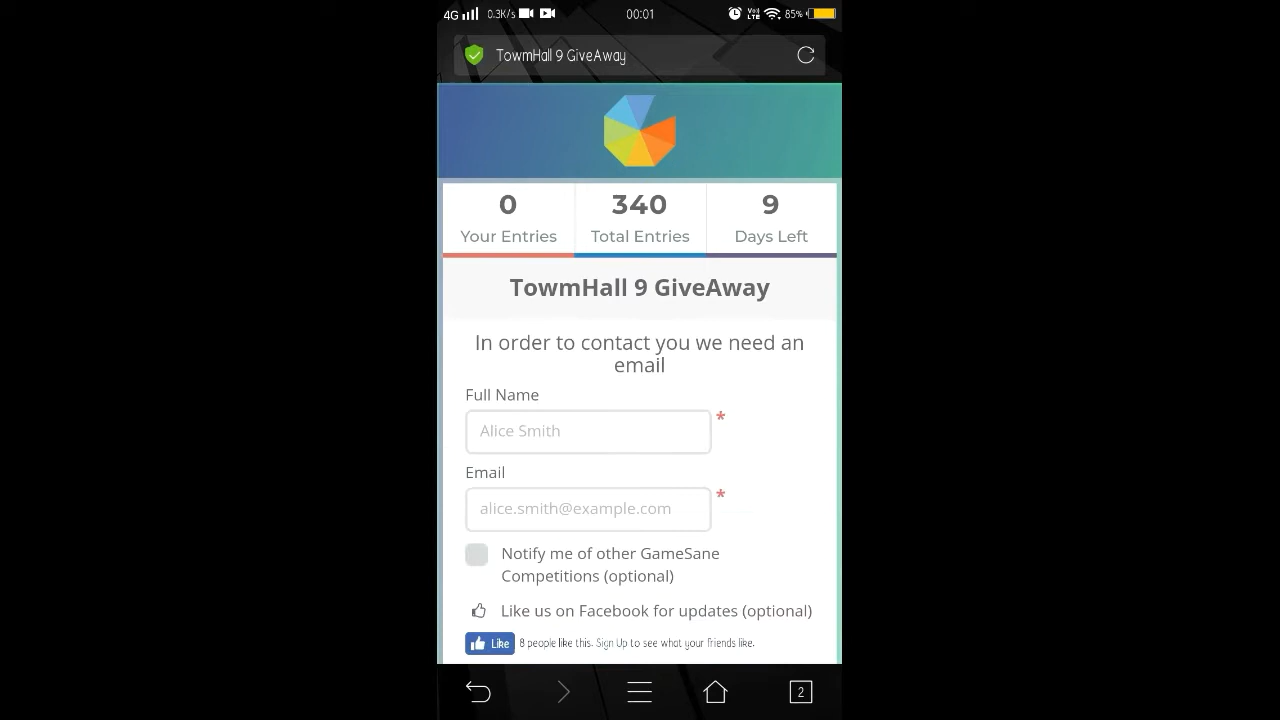 4G 0.3K/s 00:01 VoLTE 85%
TowmHall 9 GiveAway
0 340 9
Your Entries Total Entries Days Left
TowmHall 9 GiveAway
In order to contact you we need an
email
Full Name
Alice Smith *
Email
alice.smith@example.com *
Notify me of other GameSane
Competitions (optional)
Like us on Facebook for updates (optional)
Like 8 people like this. Sign Up to see what your friends like.
2